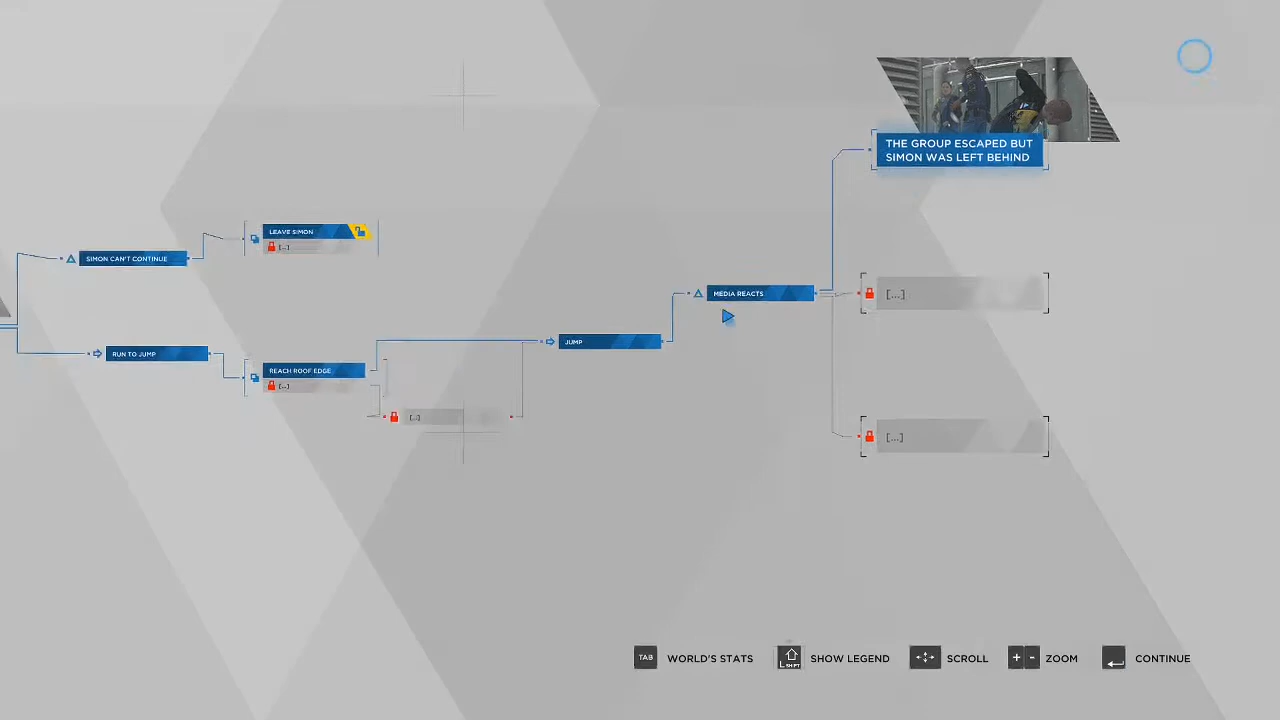 THE GROUP ESCAPED BUT
SIMON WAS LEFT BEHIND
LEAVE SIMON
[...]
SIMON CAN'T CONTINUE
MEDIA REACTS
[...]
JUMP
RUN TO JUMP
REACH ROOF EDGE
[...]
[...]
[...]
TAB WORLD'S STATS L SHIFT SHOW LEGEND SCROLL + - ZOOM CONTINUE